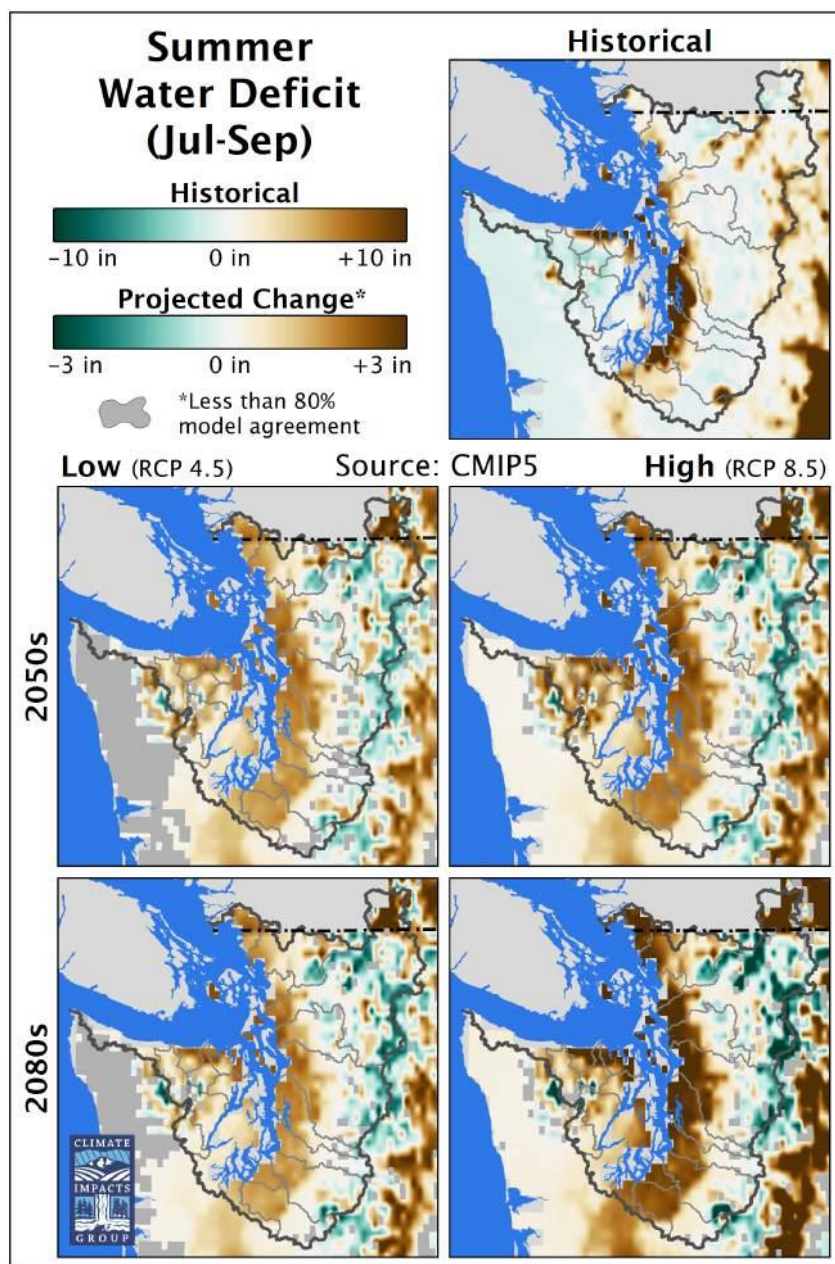 Summer
Water Deficit
(Jul-Sep)
Historical
Historical
−10 in 0 in +10 in
Projected Change*
−3 in 0 in +3 in
*Less than 80%
model agreement
Low (RCP 4.5) Source: CMIP5 High (RCP 8.5)
2050s
2080s
CLIMATE
IMPACTS
GROUP